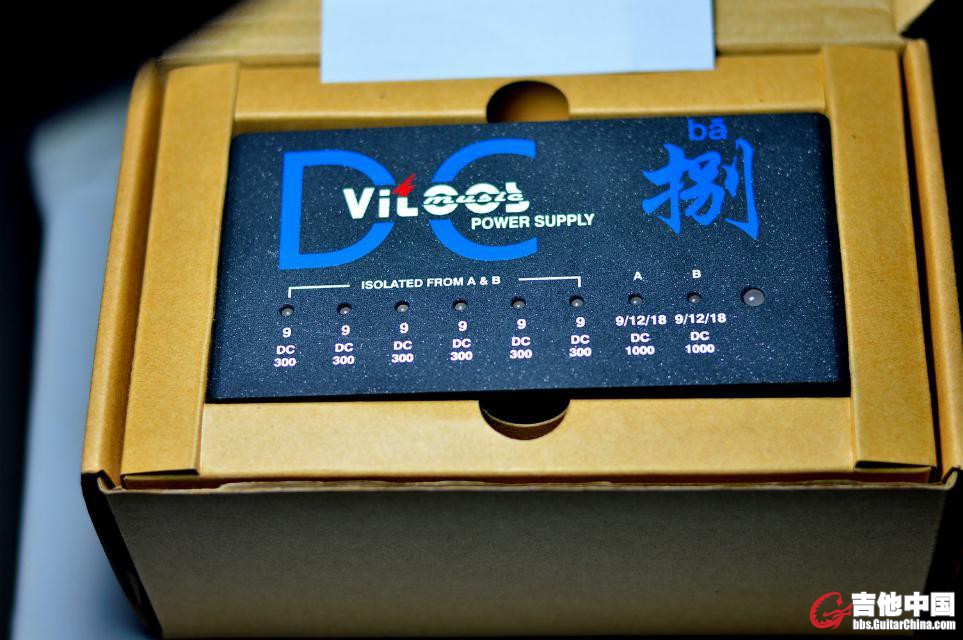 bā
捌
DC
ViTOOS
music
POWER SUPPLY
ISOLATED FROM A & B
A
B
9 9 9 9 9 9 9/12/18 9/12/18
DC DC DC DC DC DC DC DC
300 300 300 300 300 300 1000 1000
吉他中国
bbs.GuitarChina.com